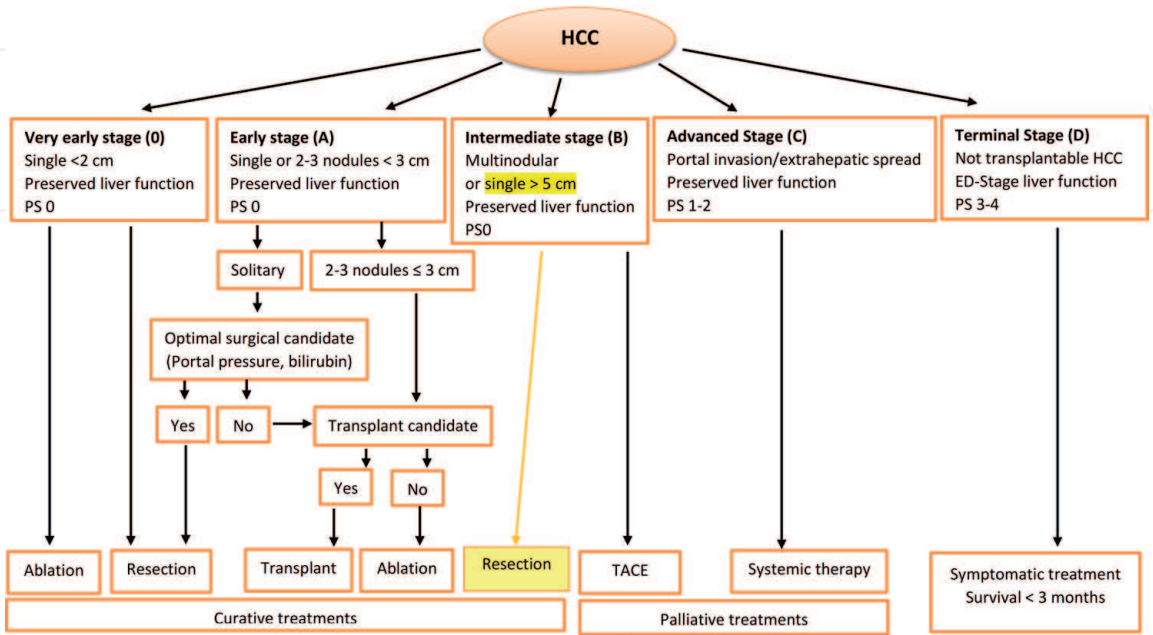 HCC
Very early stage (0)
Single <2 cm
Preserved liver function
PS 0
Early stage (A)
Single or 2-3 nodules < 3 cm
Preserved liver function
PS 0
Intermediate stage (B)
Multinodular
or single > 5 cm
Preserved liver function
PS0
Advanced Stage (C)
Portal invasion/extrahepatic spread
Preserved liver function
PS 1-2
Terminal Stage (D)
Not transplantable HCC
ED-Stage liver function
PS 3-4
Solitary
2-3 nodules ≤ 3 cm
Optimal surgical candidate
(Portal pressure, bilirubin)
Yes
No
Transplant candidate
Yes
No
Ablation
Resection
Transplant
Ablation
Resection
TACE
Systemic therapy
Symptomatic treatment
Survival < 3 months
Curative treatments
Palliative treatments